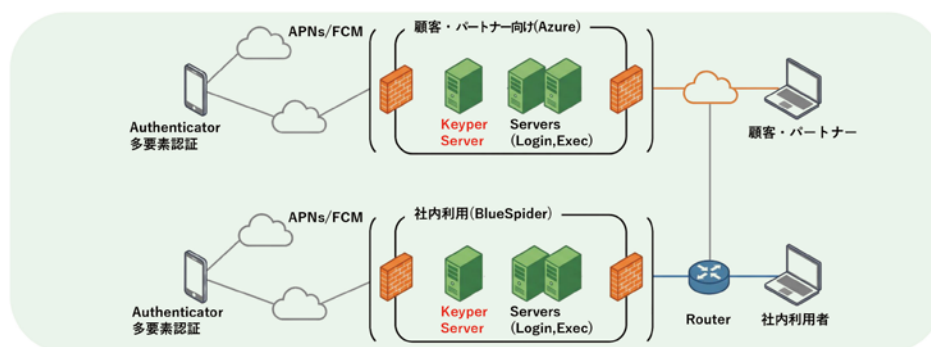 APNs/FCM
顧客・パートナー向け(Azure)
Authenticator
多要素認証
Keyper
Server
Servers
(Login,Exec)
顧客・パートナー
APNs/FCM
社内利用(BlueSpider)
Authenticator
多要素認証
Keyper
Server
Servers
(Login,Exec)
Router
社内利用者